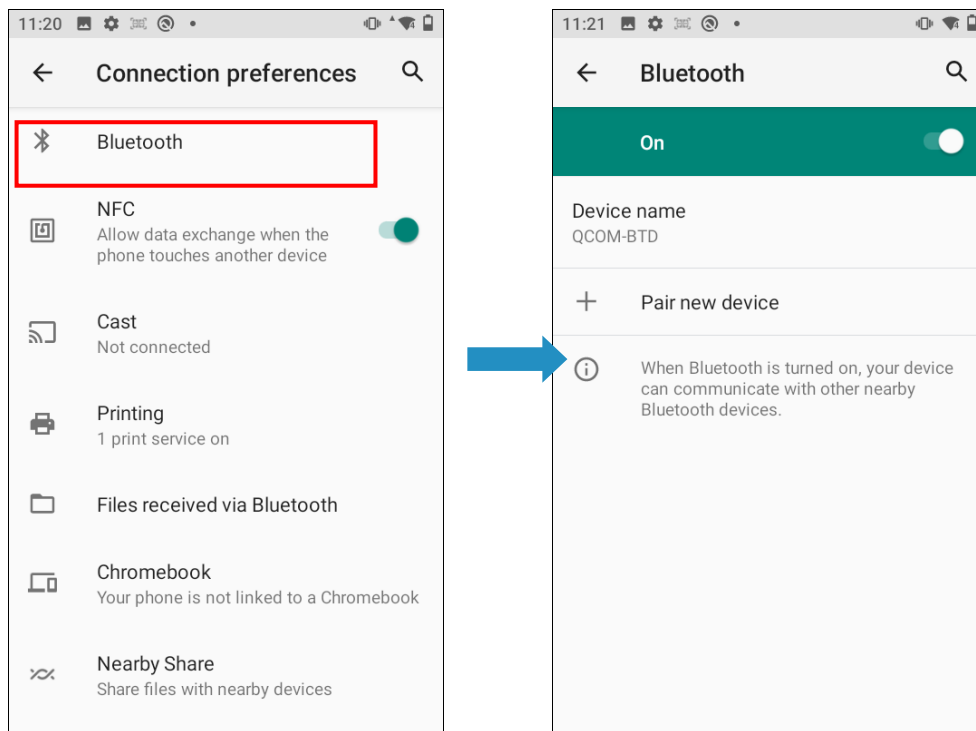 11:20
Connection preferences
Bluetooth
NFC
Allow data exchange when the
phone touches another device
Cast
Not connected
Printing
1 print service on
Files received via Bluetooth
Chromebook
Your phone is not linked to a Chromebook
Nearby Share
Share files with nearby devices
11:21
Bluetooth
On
Device name
QCOM-BTD
Pair new device
When Bluetooth is turned on, your device
can communicate with other nearby
Bluetooth devices.